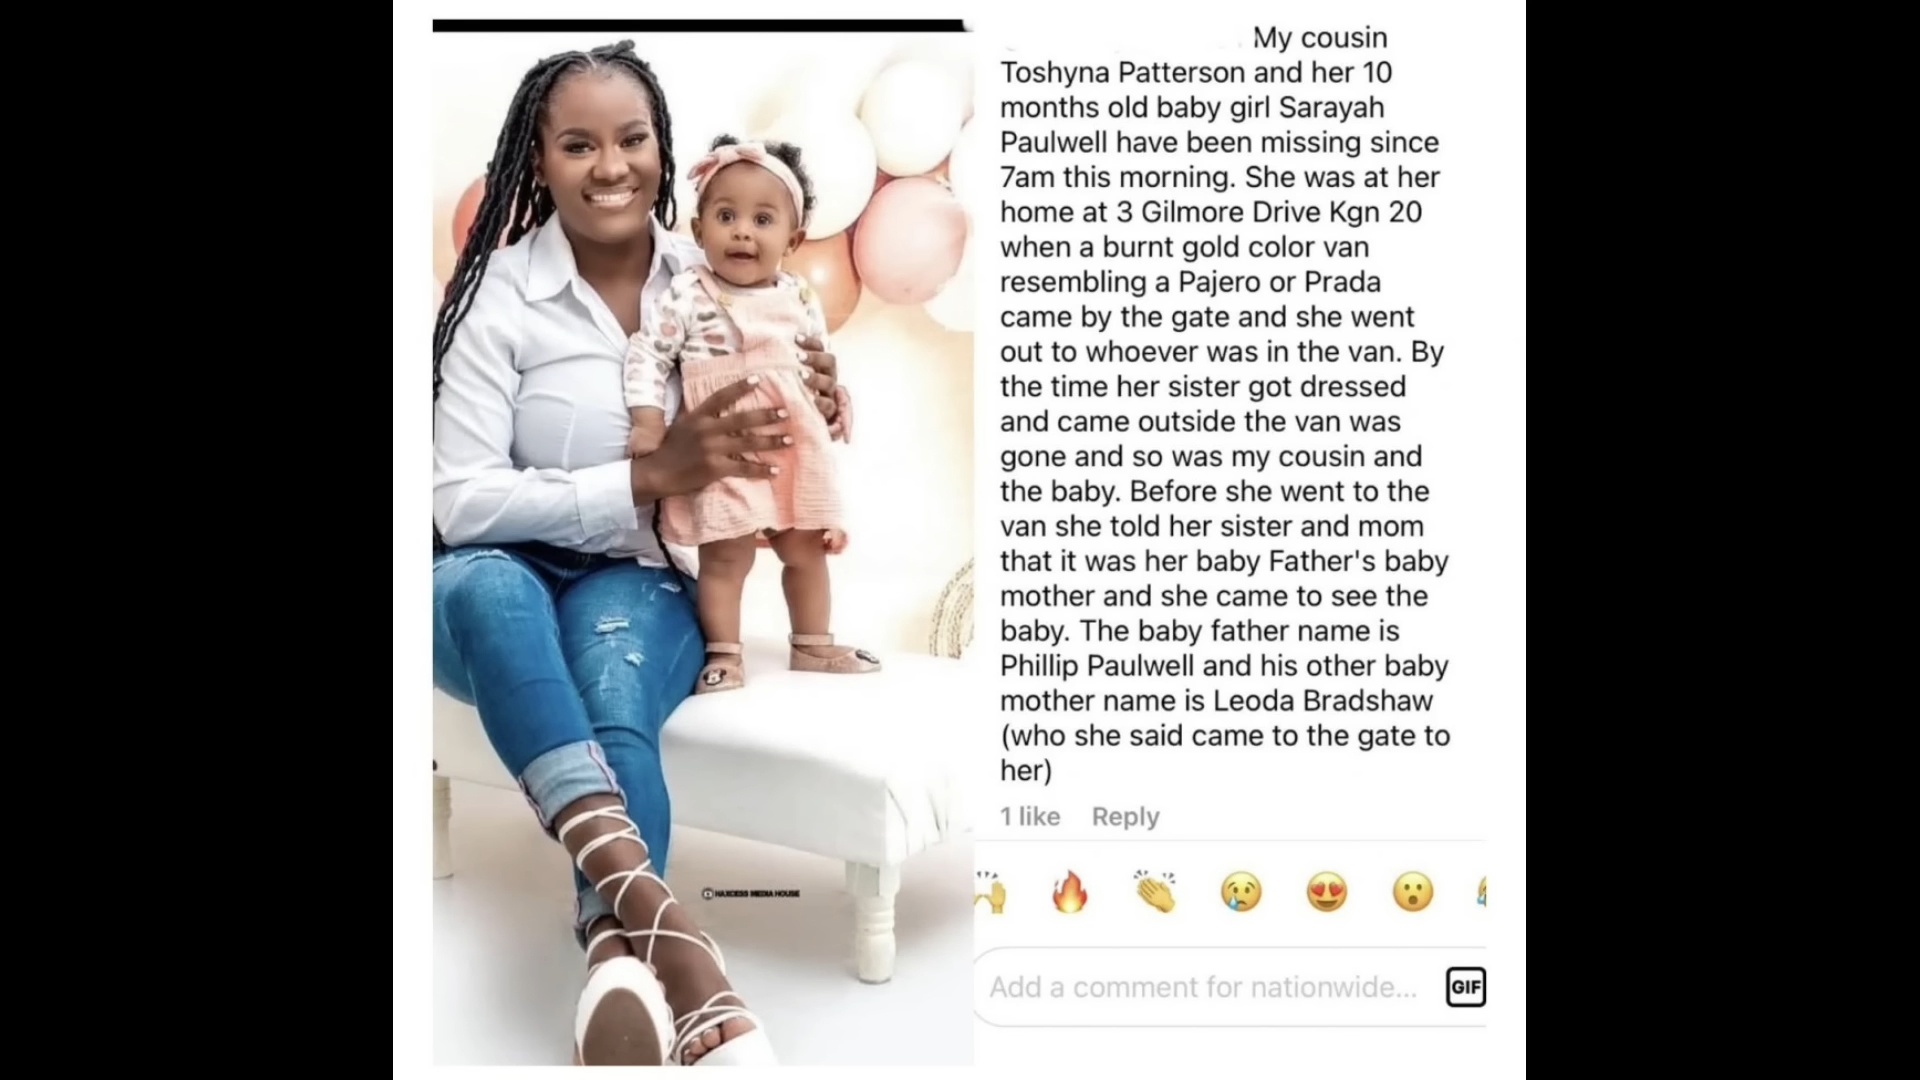 My cousin
Toshyna Patterson and her 10
months old baby girl Sarayah
Paulwell have been missing since
7am this morning. She was at her
home at 3 Gilmore Drive Kgn 20
when a burnt gold color van
resembling a Pajero or Prada
came by the gate and she went
out to whoever was in the van. By
the time her sister got dressed
and came outside the van was
gone and so was my cousin and
the baby. Before she went to the
van she told her sister and mom
that it was her baby Father's baby
mother and she came to see the
baby. The baby father name is
Phillip Paulwell and his other baby
mother name is Leoda Bradshaw
(who she said came to the gate to
her)
1 like Reply
HAXCESS MEDIA HOUSE
Add a comment for nationwide... GIF